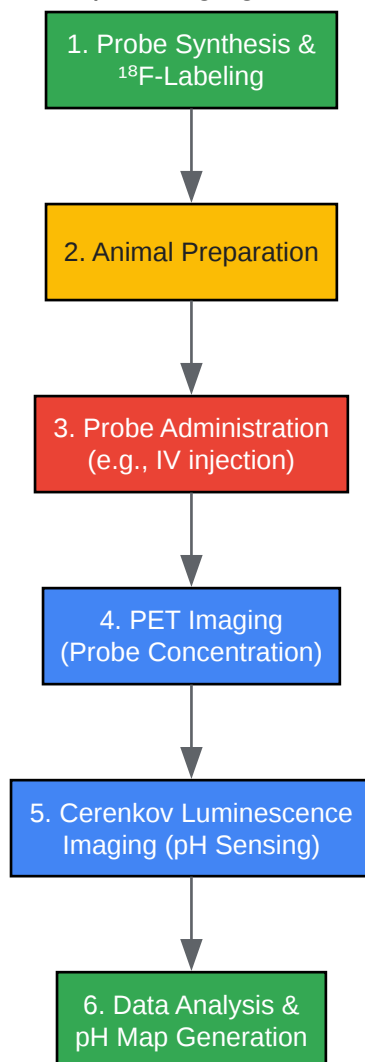 1. Probe Synthesis &
¹⁸F-Labeling
2. Animal Preparation
3. Probe Administration
(e.g., IV injection)
4. PET Imaging
(Probe Concentration)
5. Cerenkov Luminescence
Imaging (pH Sensing)
6. Data Analysis &
pH Map Generation